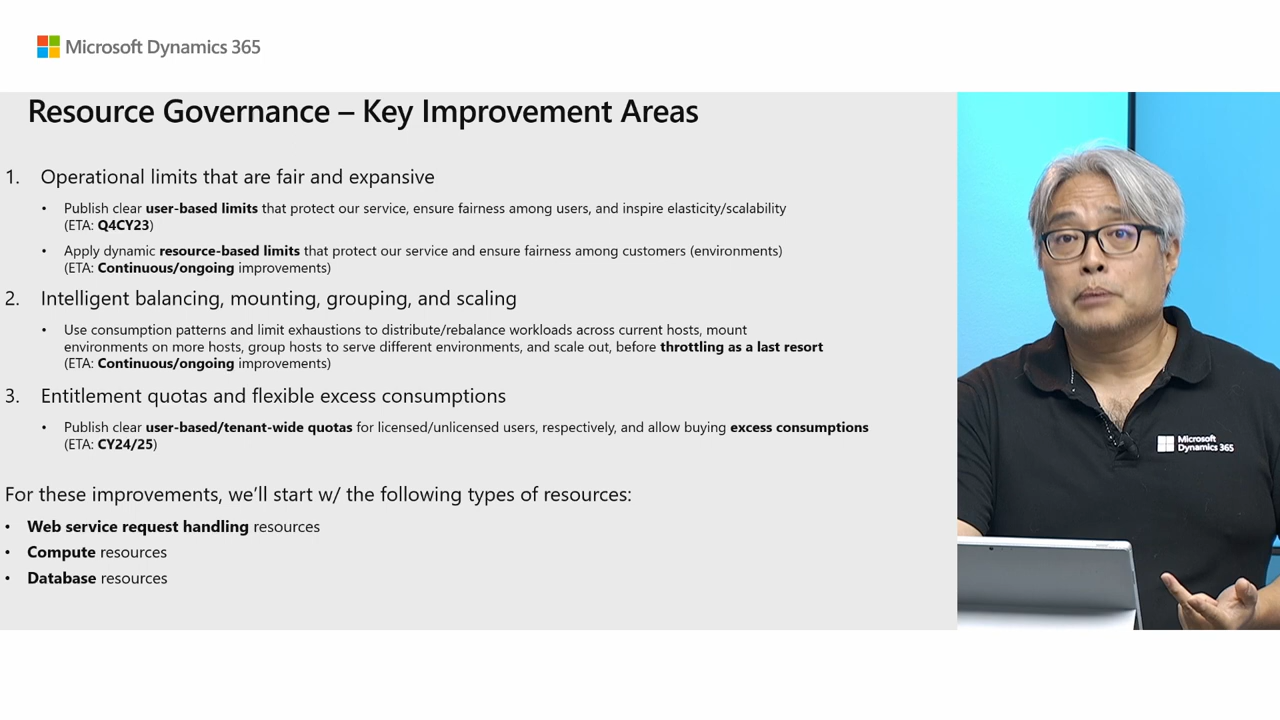 Microsoft Dynamics 365
Resource Governance – Key Improvement Areas
1. Operational limits that are fair and expansive
• Publish clear user-based limits that protect our service, ensure fairness among users, and inspire elasticity/scalability
(ETA: Q4CY23)
• Apply dynamic resource-based limits that protect our service and ensure fairness among customers (environments)
(ETA: Continuous/ongoing improvements)
2. Intelligent balancing, mounting, grouping, and scaling
• Use consumption patterns and limit exhaustions to distribute/rebalance workloads across current hosts, mount
environments on more hosts, group hosts to serve different environments, and scale out, before throttling as a last resort
(ETA: Continuous/ongoing improvements)
3. Entitlement quotas and flexible excess consumptions
• Publish clear user-based/tenant-wide quotas for licensed/unlicensed users, respectively, and allow buying excess consumptions
(ETA: CY24/25)
For these improvements, we'll start w/ the following types of resources:
• Web service request handling resources
• Compute resources
• Database resources
Microsoft
Dynamics 365